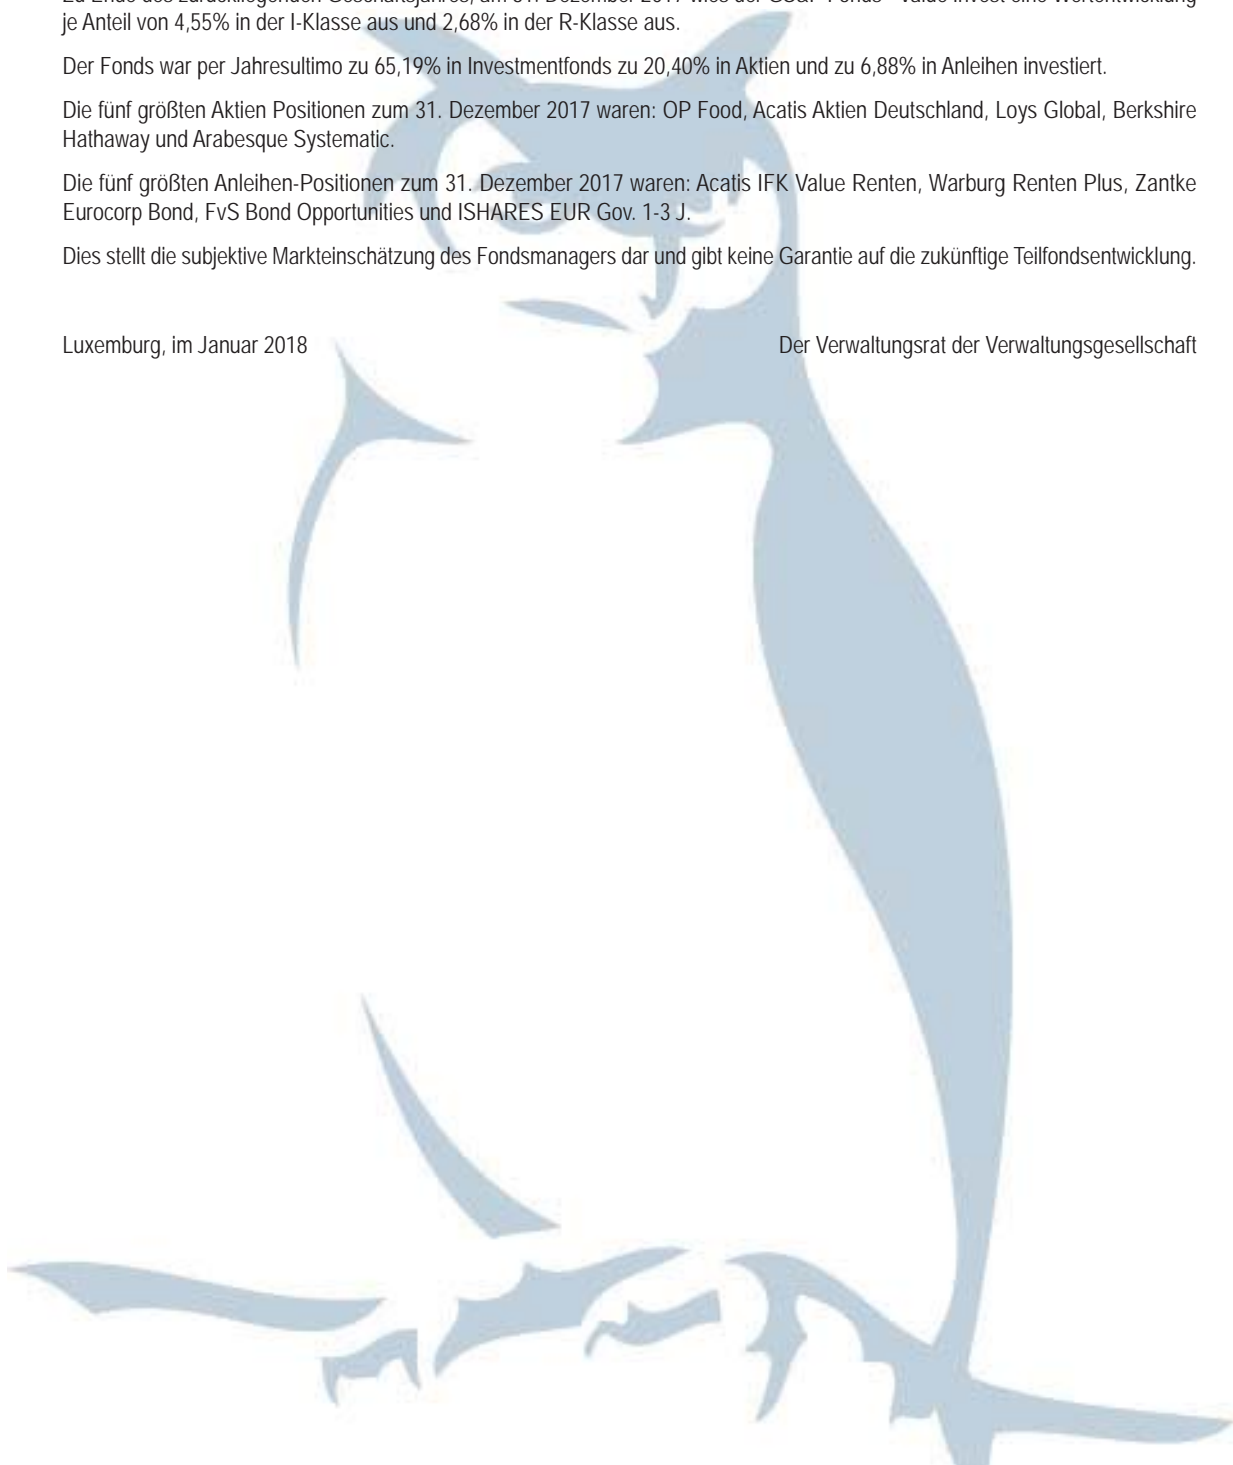 je Anteil von 4,55% in der I-Klasse aus und 2,68% in der R-Klasse aus.
Der Fonds war per Jahresultimo zu 65,19% in Investmentfonds zu 20,40% in Aktien und zu 6,88% in Anleihen investiert.
Die fünf größten Aktien Positionen zum 31. Dezember 2017 waren: OP Food, Acatis Aktien Deutschland, Loys Global, Berkshire
Hathaway und Arabesque Systematic.
Die fünf größten Anleihen-Positionen zum 31. Dezember 2017 waren: Acatis IFK Value Renten, Warburg Renten Plus, Zantke
Eurocorp Bond, FvS Bond Opportunities und ISHARES EUR Gov. 1-3 J.
Dies stellt die subjektive Markteinschätzung des Fondsmanagers dar und gibt keine Garantie auf die zukünftige Teilfondsentwicklung.
Luxemburg, im Januar 2018 Der Verwaltungsrat der Verwaltungsgesellschaft